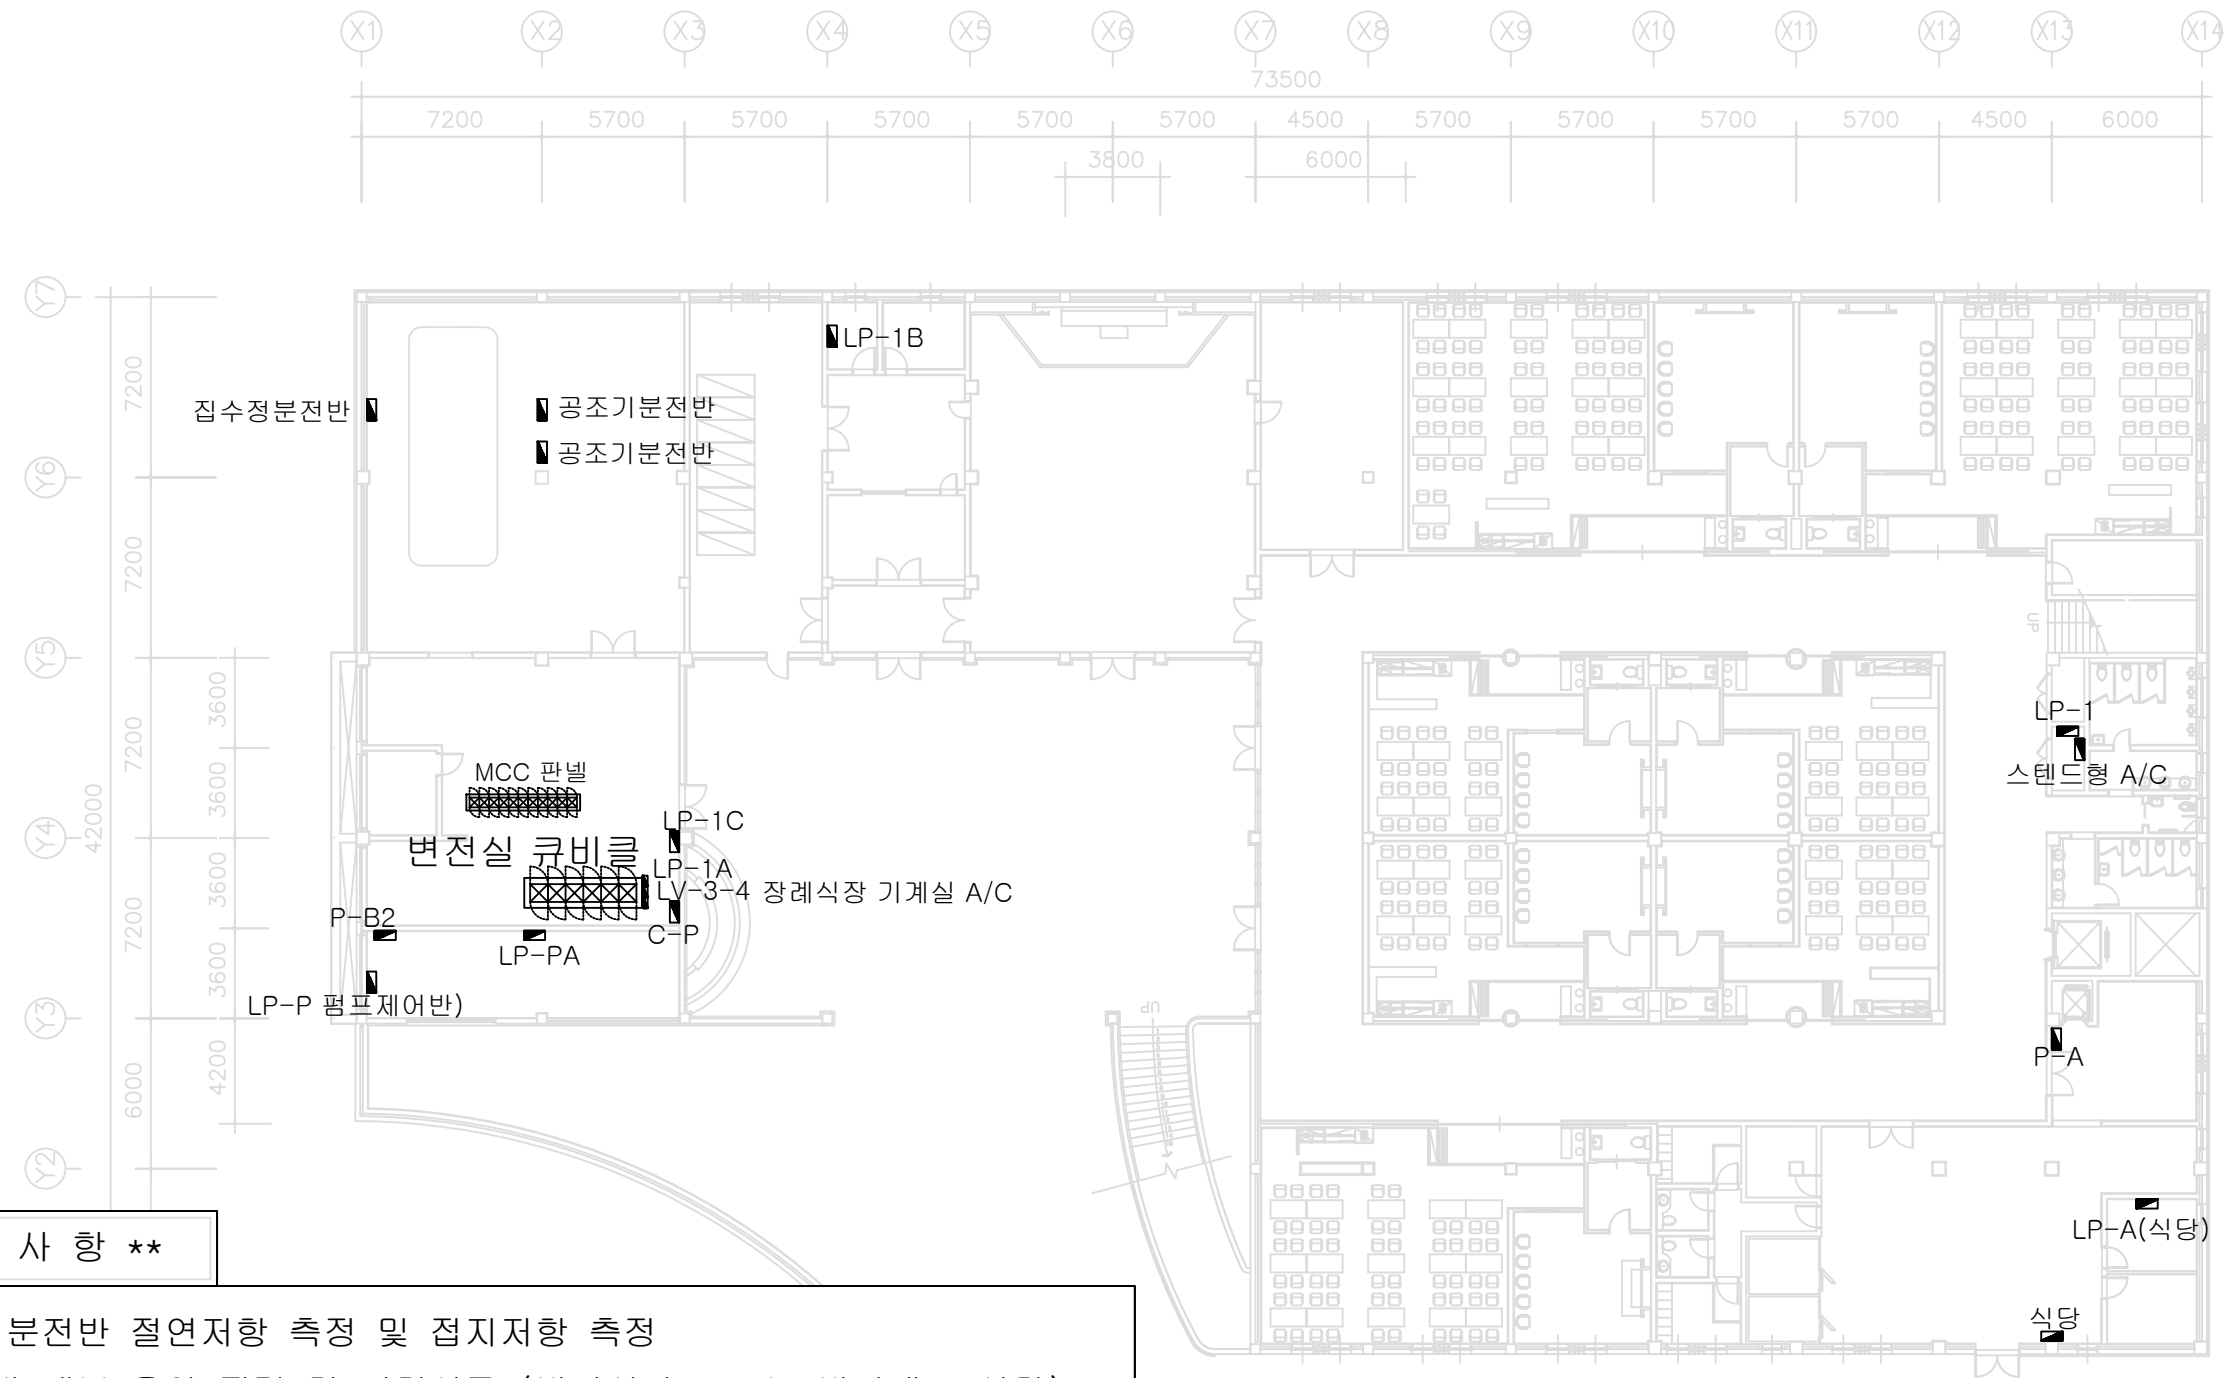 X1 X2 X3 X4 X5 X6 X7 X8 X9 X10 X11 X12 X13 X14
73500
7200 5700 5700 5700 5700 5700 4500 5700 5700 5700 5700 4500 6000
3800 6000
Y7
Y6
Y5
Y4
Y3
Y2
42000
7200
7200
7200
7200
6000
3600
3600
3600
3600
4200
LP-1B
집수정분전반
공조기분전반
공조기분전반
UP
LP-1
스텐드형 A/C
MCC 판넬
LP-1C
변전실 큐비클
LP-1A
LV-3-4 장례식장 기계실 A/C
P-B2
C-P
LP-PA
LP-P 펌프제어반)
UP
P-A
LP-A(식당)
식당
사 항 **
분전반 절연저항 측정 및 접지저항 측정